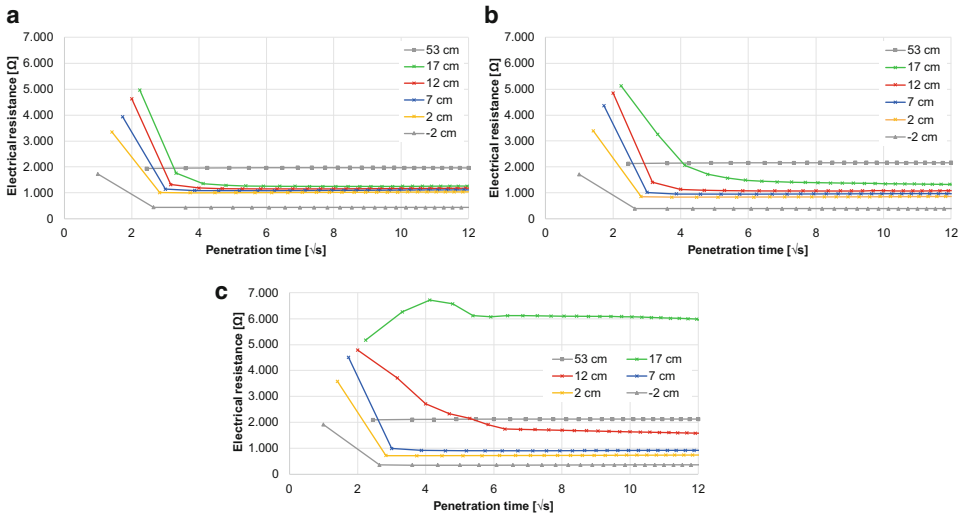 a
Electrical resistance [Ω]
7.000
6.000
5.000
4.000
3.000
2.000
1.000
0
0 2 4 6 8 10 12
Penetration time [√s]
53 cm
17 cm
12 cm
7 cm
2 cm
-2 cm
b
Electrical resistance [Ω]
7.000
6.000
5.000
4.000
3.000
2.000
1.000
0
0 2 4 6 8 10 12
Penetration time [√s]
53 cm
17 cm
12 cm
7 cm
2 cm
-2 cm
c
Electrical resistance [Ω]
7.000
6.000
5.000
4.000
3.000
2.000
1.000
0
0 2 4 6 8 10 12
Penetration time [√s]
53 cm 17 cm
12 cm 7 cm
2 cm -2 cm